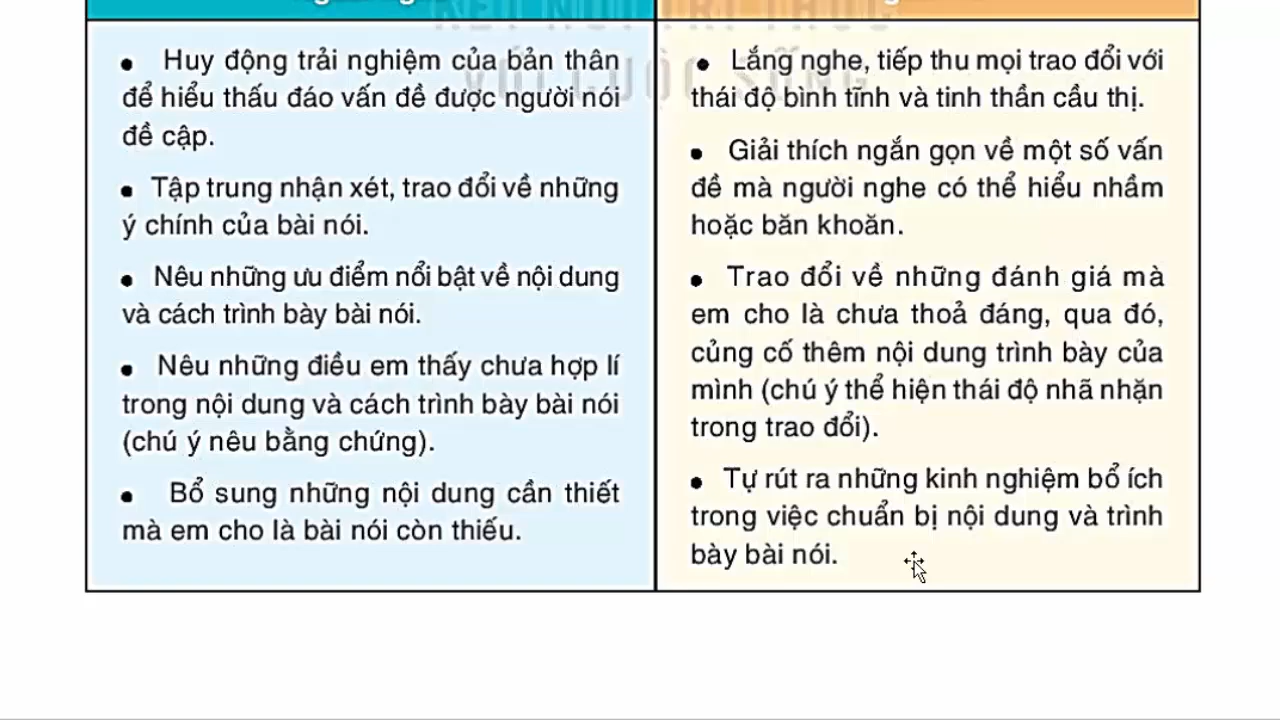 Huy động trải nghiệm của bản thân
để hiểu thấu đáo vấn đề được người nói
đề cập.
Tập trung nhận xét, trao đổi về những
ý chính của bài nói.
Nêu những ưu điểm nổi bật về nội dung
và cách trình bày bài nói.
Nêu những điều em thấy chưa hợp lí
trong nội dung và cách trình bày bài nói
(chú ý nêu bằng chứng).
Bổ sung những nội dung cần thiết
mà em cho là bài nói còn thiếu.
Lắng nghe, tiếp thu mọi trao đổi với
thái độ bình tĩnh và tinh thần cầu thị.
Giải thích ngắn gọn về một số vấn
đề mà người nghe có thể hiểu nhầm
hoặc băn khoăn.
Trao đổi về những đánh giá mà
em cho là chưa thoả đáng, qua đó,
củng cố thêm nội dung trình bày của
mình (chú ý thể hiện thái độ nhã nhặn
trong trao đổi).
Tự rút ra những kinh nghiệm bổ ích
trong việc chuẩn bị nội dung và trình
bày bài nói.